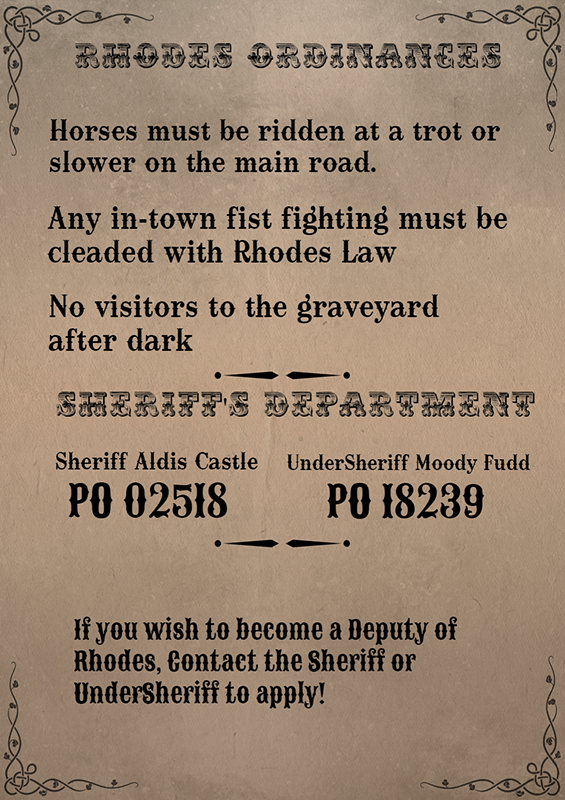 RHODES ORDINANCES
Horses must be ridden at a trot or
slower on the main road.
Any in-town fist fighting must be
cleaded with Rhodes Law
No visitors to the graveyard
after dark
SHERIFF'S DEPARTMENT
Sheriff Aldis Castle UnderSheriff Moody Fudd
PO 02518 PO 18239
If you wish to become a Deputy of
Rhodes, Contact the Sheriff or
UnderSheriff to apply!